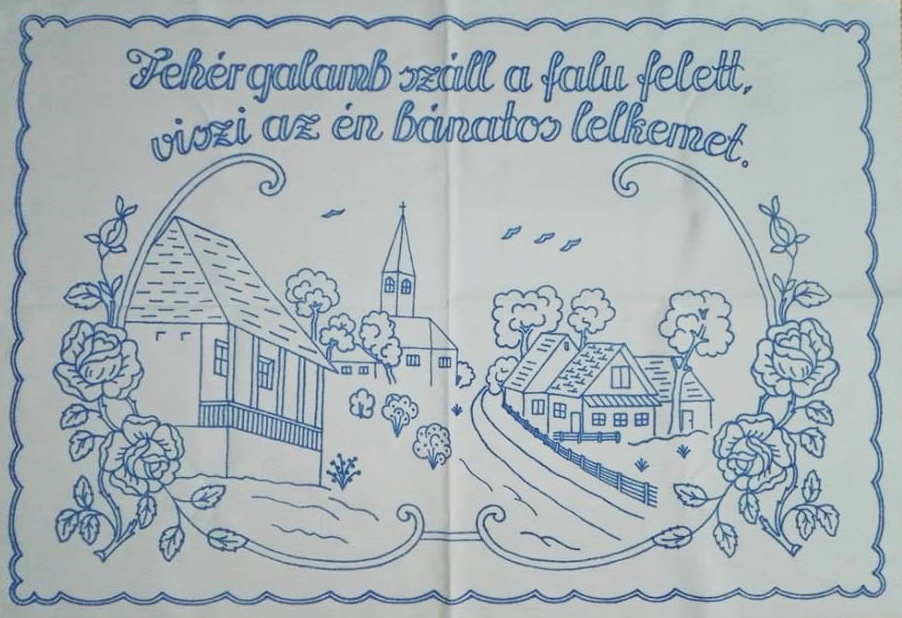 Fehér galamb száll a falu felett,
viszi az én bánatos lelkemet.